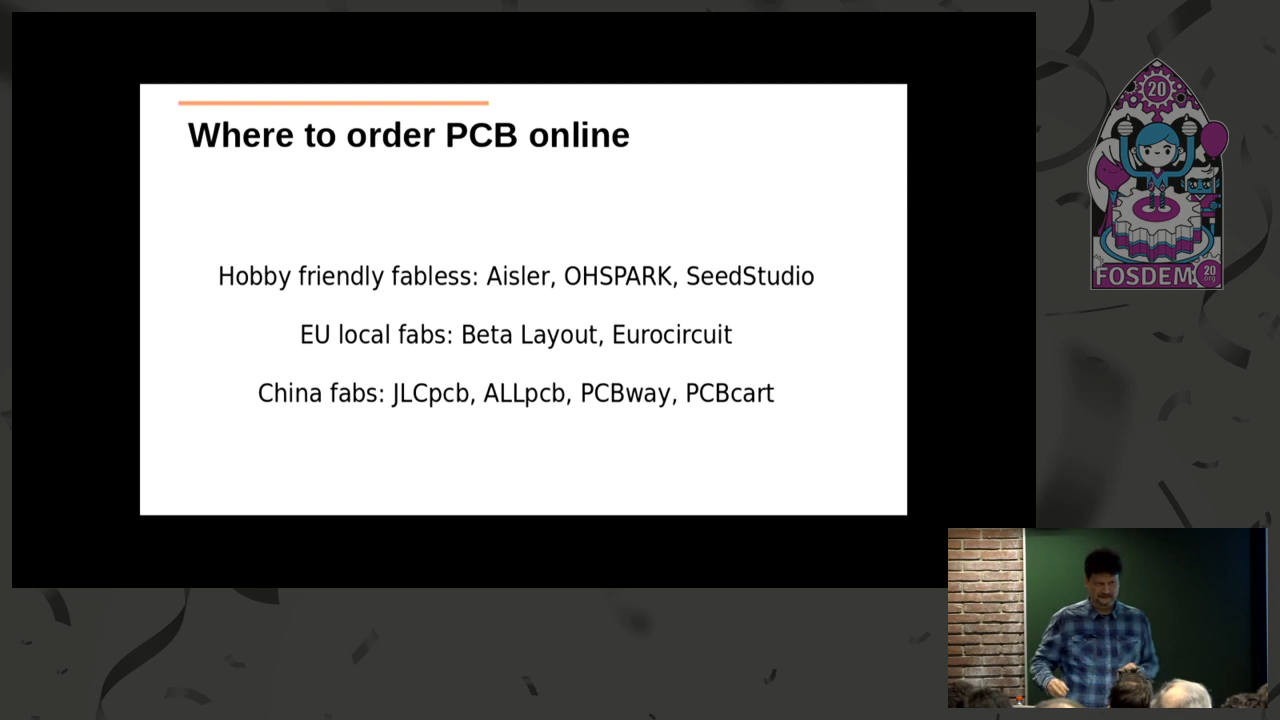 Where to order PCB online
Hobby friendly fabless: Aisler, OHSPARK, SeedStudio
EU local fabs: Beta Layout, Eurocircuit
China fabs: JLCpcb, ALLpcb, PCBway, PCBcart
20
FOSDEM
20
org